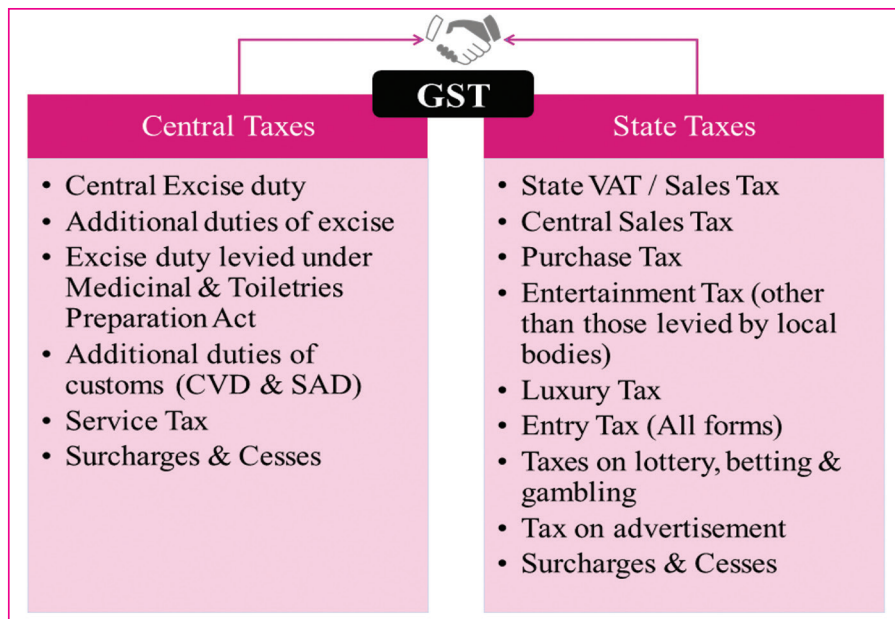 GST
Central Taxes
• Central Excise duty
• Additional duties of excise
• Excise duty levied under
Medicinal & Toiletries
Preparation Act
• Additional duties of
customs (CVD & SAD)
• Service Tax
• Surcharges & Cesses
State Taxes
• State VAT / Sales Tax
• Central Sales Tax
• Purchase Tax
• Entertainment Tax (other
than those levied by local
bodies)
• Luxury Tax
• Entry Tax (All forms)
• Taxes on lottery, betting &
gambling
• Tax on advertisement
• Surcharges & Cesses